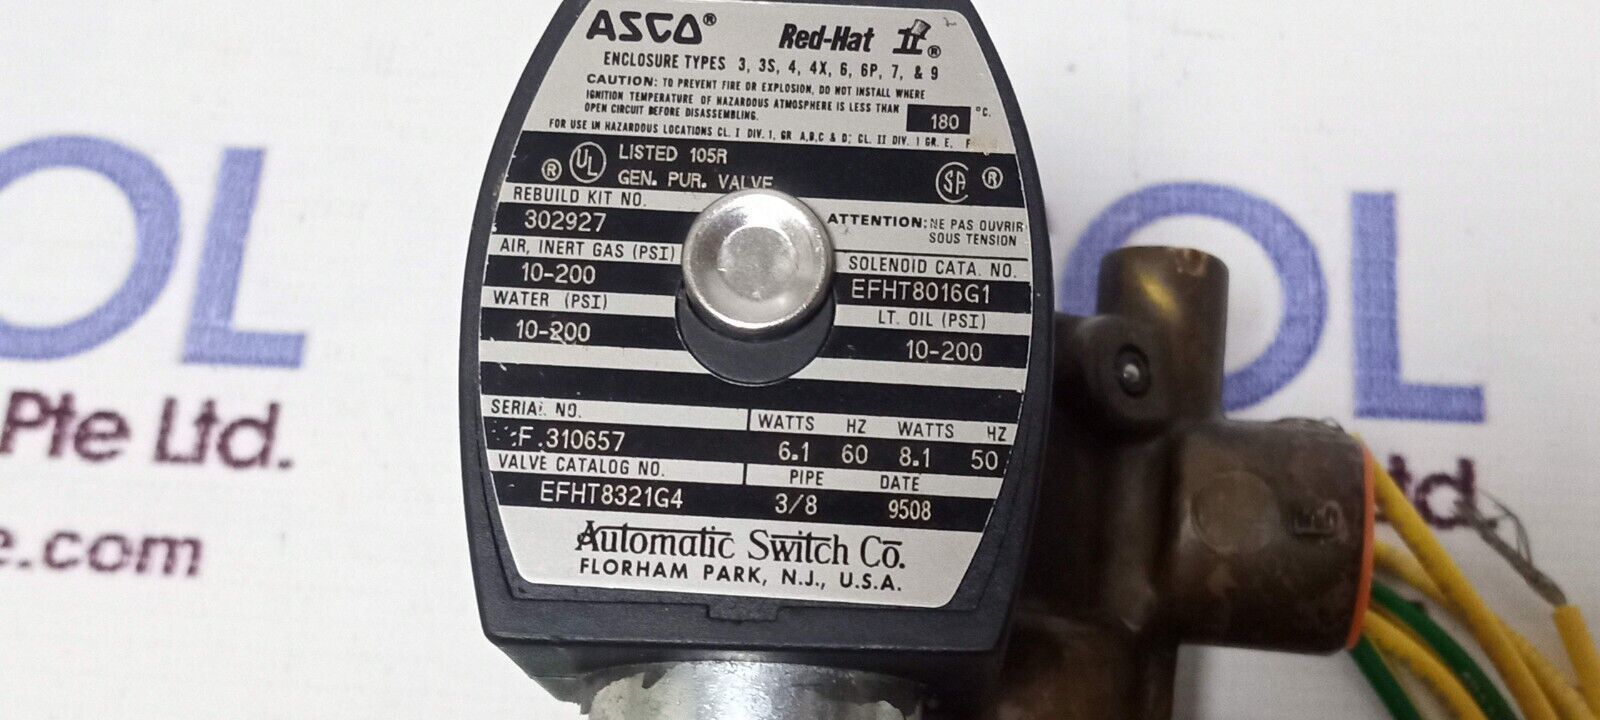 ASCO®
Red-Hat II®
ENCLOSURE TYPES 3, 3S, 4, 4X, 6, 6P, 7, & 9
CAUTION: TO PREVENT FIRE OR EXPLOSION, DO NOT INSTALL WHERE
IGNITION TEMPERATURE OF HAZARDOUS ATMOSPHERE IS LESS THAN 180 °C.
OPEN CIRCUIT BEFORE DISASSEMBLING.
FOR USE IN HAZARDOUS LOCATIONS CL. I DIV. 1, GR A,B,C & D; CL. II DIV. 1 GR. E, F
® UL LISTED 105R
GEN. PUR. VALVE
SA ®
REBUILD KIT NO.
302927
ATTENTION: NE PAS OUVRIR
SOUS TENSION
AIR, INERT GAS (PSI)
10-200
SOLENOID CATA. NO.
EFHT8016G1
WATER (PSI)
10-200
LT. OIL (PSI)
10-200
SERIAL NO.
F.310657
WATTS HZ WATTS HZ
6.1 60 8.1 50
VALVE CATALOG NO.
EFHT8321G4
PIPE
3/8
DATE
9508
Automatic Switch Co.
FLORHAM PARK, N.J., U.S.A.
OL
Pte Ltd.
e.com
OL
td.